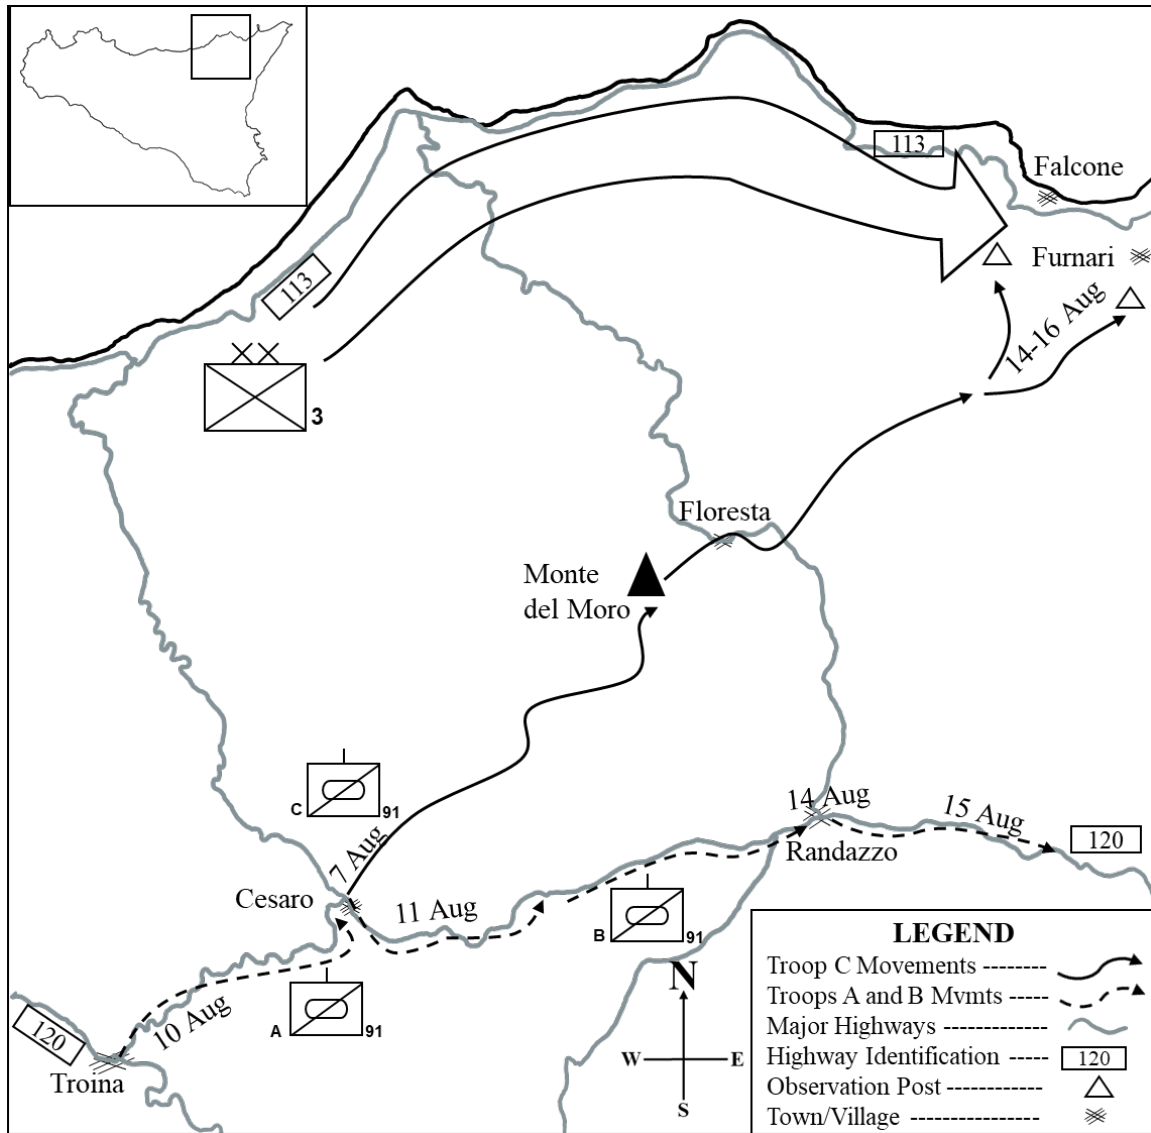 113
Falcone
Furnari
113
14-16 Aug
3
Floresta
Monte
del Moro
C
91
7 Aug
14 Aug
15 Aug
120
Randazzo
Cesaro
11 Aug
B
91
10 Aug
A
91
120
Troina
N
W
E
S
LEGEND
Troop C Movements
Troops A and B Mvmts
Major Highways
Highway Identification
120
Observation Post
Town/Village